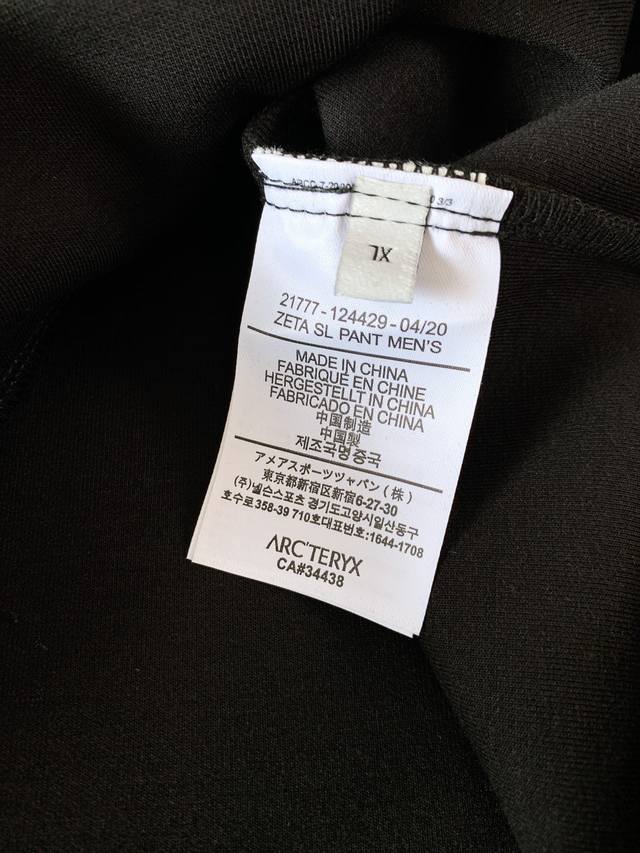 XL
21777-124429-04/20
ZETA SL PANT MEN'S
MADE IN CHINA
FABRIQUÉ EN CHINE
HERGESTELLT IN CHINA
FABRICADO EN CHINA
中国制造
中国製
제조국명중국
アメアスポーツジャパン(株)
東京都新宿区新宿6-27-30
(주)넬슨스포츠 경기도고양시일산동구
호수로358-39 710호대표번호:1644-1708
ARC'TERYX
CA#34438